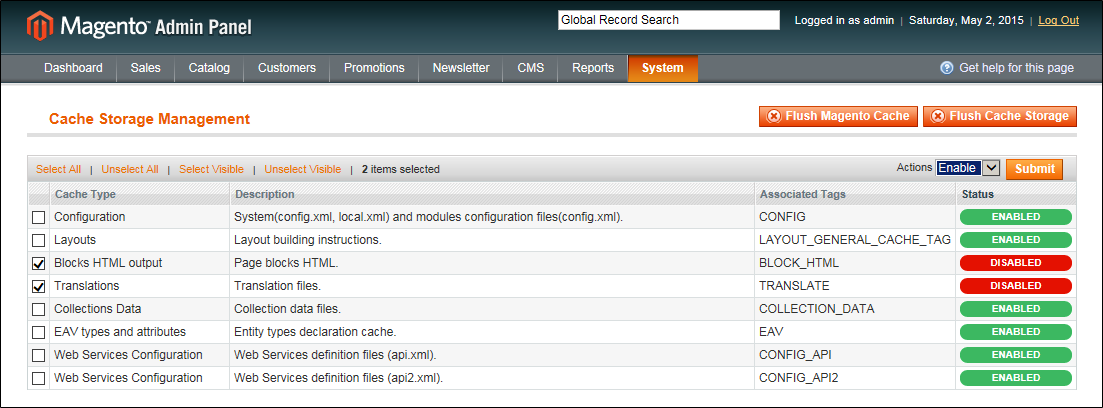 Magento™ Admin Panel
Global Record Search
Logged in as admin | Saturday, May 2, 2015 | Log Out
Dashboard Sales Catalog Customers Promotions Newsletter CMS Reports System
Get help for this page
Cache Storage Management
Flush Magento Cache Flush Cache Storage
Select All | Unselect All | Select Visible | Unselect Visible | 2 items selected
Actions Enable Submit
Cache Type Description Associated Tags Status
Configuration System(config.xml, local.xml) and modules configuration files(config.xml). CONFIG ENABLED
Layouts Layout building instructions. LAYOUT_GENERAL_CACHE_TAG ENABLED
Blocks HTML output Page blocks HTML. BLOCK_HTML DISABLED
Translations Translation files. TRANSLATE DISABLED
Collections Data Collection data files. COLLECTION_DATA ENABLED
EAV types and attributes Entity types declaration cache. EAV ENABLED
Web Services Configuration Web Services definition files (api.xml). CONFIG_API ENABLED
Web Services Configuration Web Services definition files (api2.xml). CONFIG_API2 ENABLED